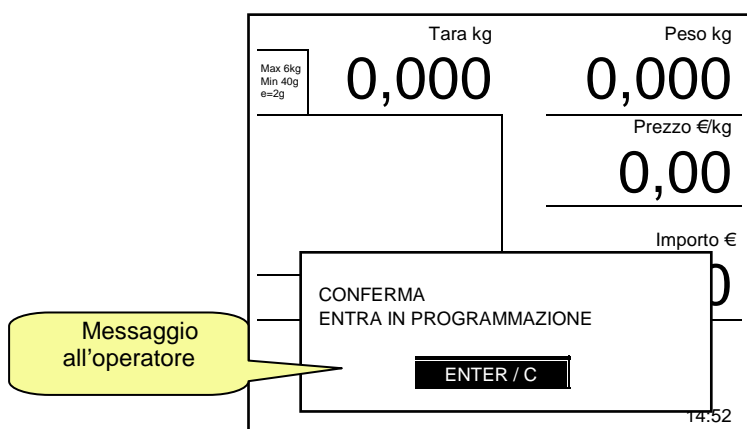 Tara kg
Peso kg
Max 6kg
Min 40g
e=2g
0,000
0,000
Prezzo €/kg
0,00
Importo €
0
CONFERMA
ENTRA IN PROGRAMMAZIONE
ENTER / C
Messaggio
all'operatore
14:52